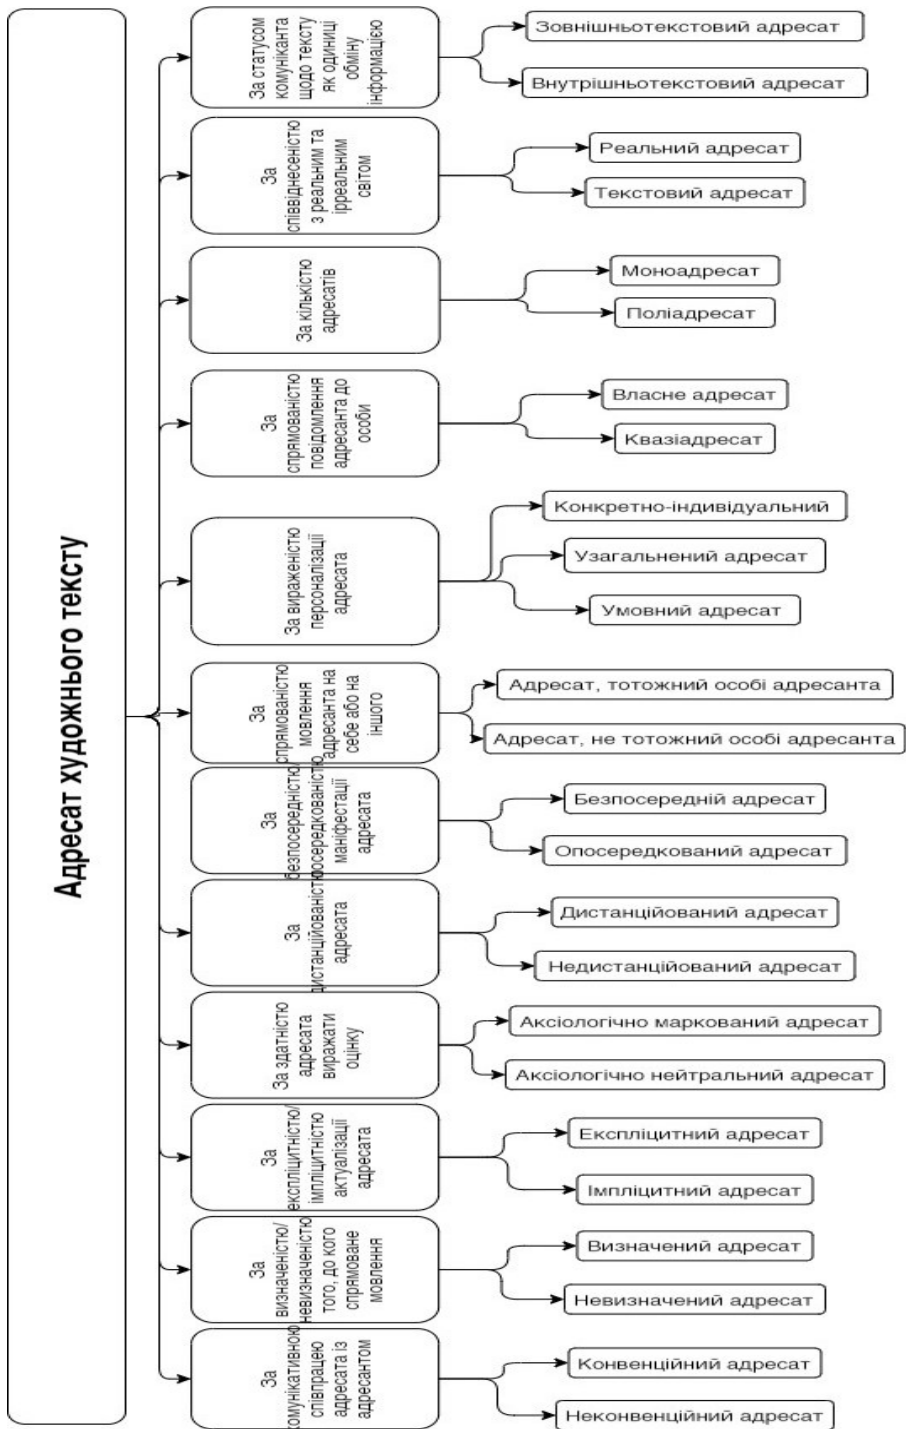 Адресат художнього тексту
За статусом
комуніканта
щодо тексту
як одиниці
обміну
інформацією
Зовнішньотекстовий адресат
Внутрішньотекстовий адресат
За
співвіднесеністю
з реальним та
ірреальним
світом
Реальний адресат
Текстовий адресат
За кількістю
адресатів
Моноадресат
Поліадресат
За
спрямованістю
повідомлення
адресанта до
особи
Власне адресат
Квазіадресат
За вираженістю
персоналізації
адресата
Конкретно-індивідуальний
Узагальнений адресат
Умовний адресат
За
спрямованістю
мовлення
адресанта на
себе або на
іншого
Адресат, тотожний особі адресанта
Адресат, не тотожний особі адресанта
За
безпосередністю/
опосередкованістю
маніфестації
адресата
Безпосередній адресат
Опосередкований адресат
За
дистанційованістю
адресата
Дистанційований адресат
Недистанційований адресат
За здатністю
адресата
виражати
оцінку
Аксіологічно маркований адресат
Аксіологічно нейтральний адресат
За
експліцитністю/
імпліцитністю
актуалізації
адресата
Експліцитний адресат
Імпліцитний адресат
За
визначеністю/
невизначеністю
того, до кого
спрямоване
мовлення
Визначений адресат
Невизначений адресат
За
комунікативною
співпрацею
адресата із
адресантом
Конвенційний адресат
Неконвенційний адресат